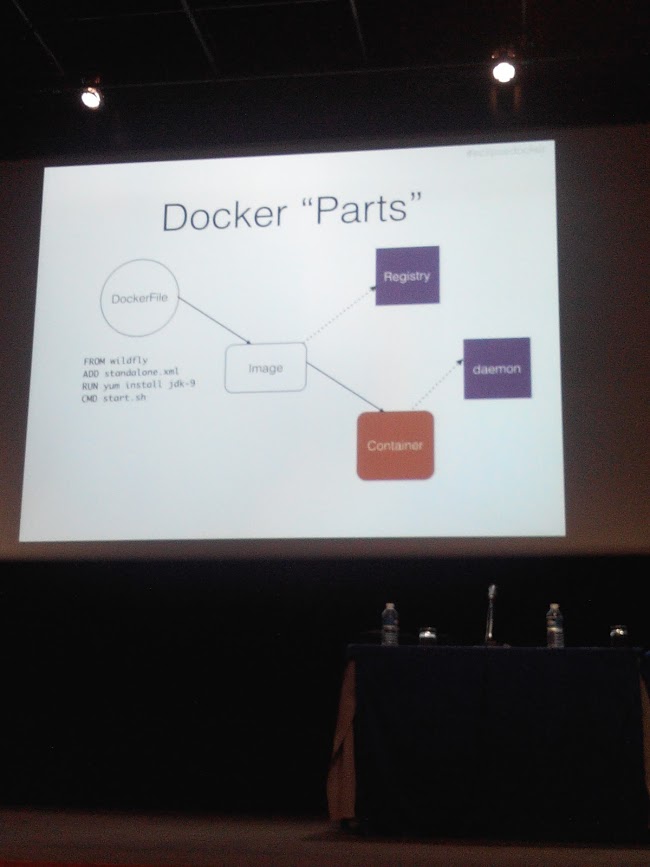 Docker “Parts”
DockerFile
Registry
FROM wildfly
ADD standalone.xml
RUN yum install jdk-9
CMD start.sh
Image
daemon
Container